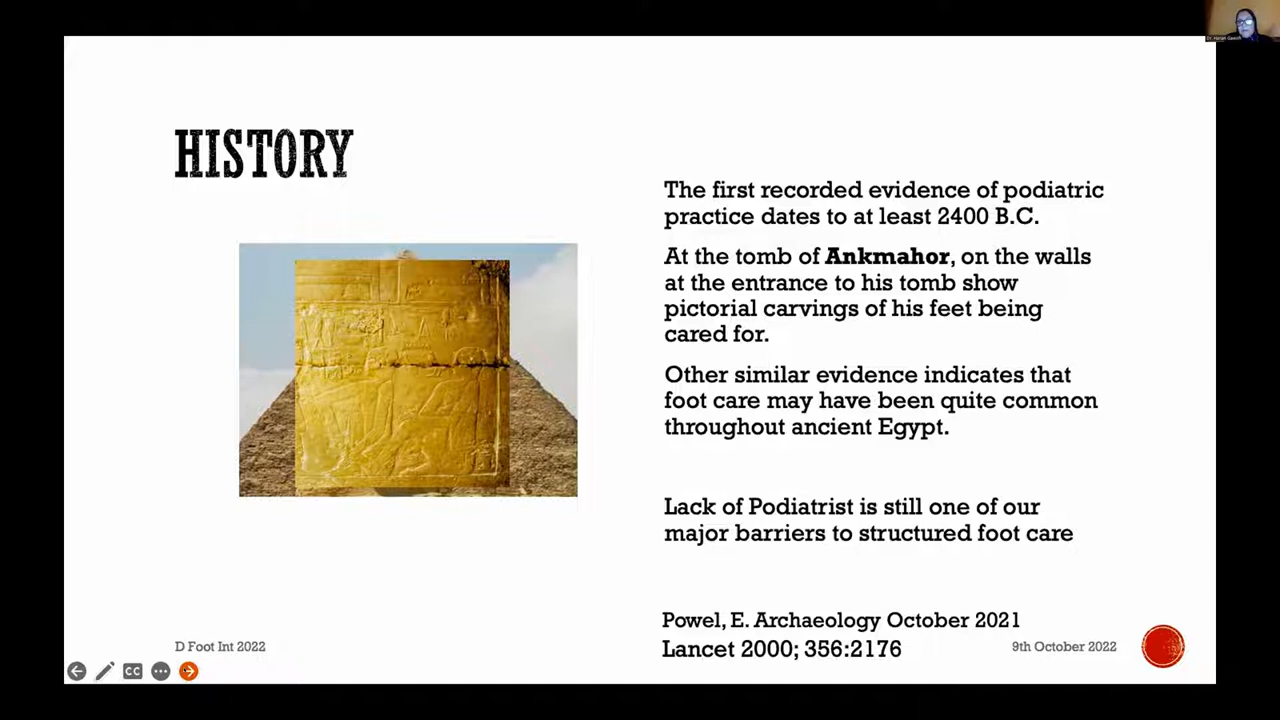 HISTORY
The first recorded evidence of podiatric
practice dates to at least 2400 B.C.
At the tomb of Ankmahor, on the walls
at the entrance to his tomb show
pictorial carvings of his feet being
cared for.
Other similar evidence indicates that
foot care may have been quite common
throughout ancient Egypt.
Lack of Podiatrist is still one of our
major barriers to structured foot care
Powel, E. Archaeology October 2021
Lancet 2000; 356:2176
D Foot Int 2022
9th October 2022
CC